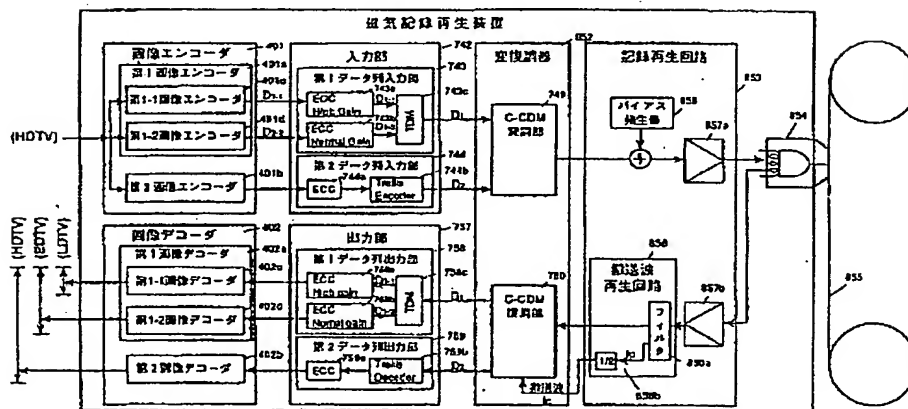 磁気記録再生装置
画像エンコーダ
401
第1画像エンコーダ
401a
第1-1画像エンコーダ
第1-2画像エンコーダ
401d
第2画像エンコーダ
401b
(HDTV)
入力部
742
第1データ列入力部
743
ECC High Gain
743a
D1-1
ECC Normal Gain
743b
TDM
743c
第2データ列入力部
744
ECC
744a
Trellis Encoder
744b
D1-1
D1
D2
変復調器
852
C-CDM
変調部
749
記録再生回路
853
バイアス
発生器
856
857a
854
855
画像デコーダ
402
第1画像デコーダ
402a
第1-1画像デコーダ
第1-2画像デコーダ
402d
第2画像デコーダ
402b
(HDTV)
(EDTV)
(LDTV)
出力部
757
第1データ列出力部
758
ECC High gain
ECC Normal gain
TDM
758c
第2データ列出力部
759
ECC
759a
Trellis Decoder
759b
D1
D2
C-CDM
復調部
760
搬送波
fc
搬送波
再生回路
858
フィルタ
1/2
857b
858b